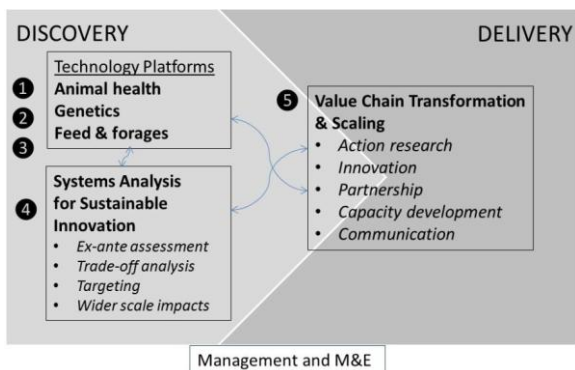 DISCOVERY
Technology Platforms
❶ Animal health
❷ Genetics
❸ Feed & forages
❹ Systems Analysis
for Sustainable
Innovation
• Ex-ante assessment
• Trade-off analysis
• Targeting
• Wider scale impacts
DELIVERY
❺ Value Chain Transformation
& Scaling
• Action research
• Innovation
• Partnership
• Capacity development
• Communication
Management and M&E